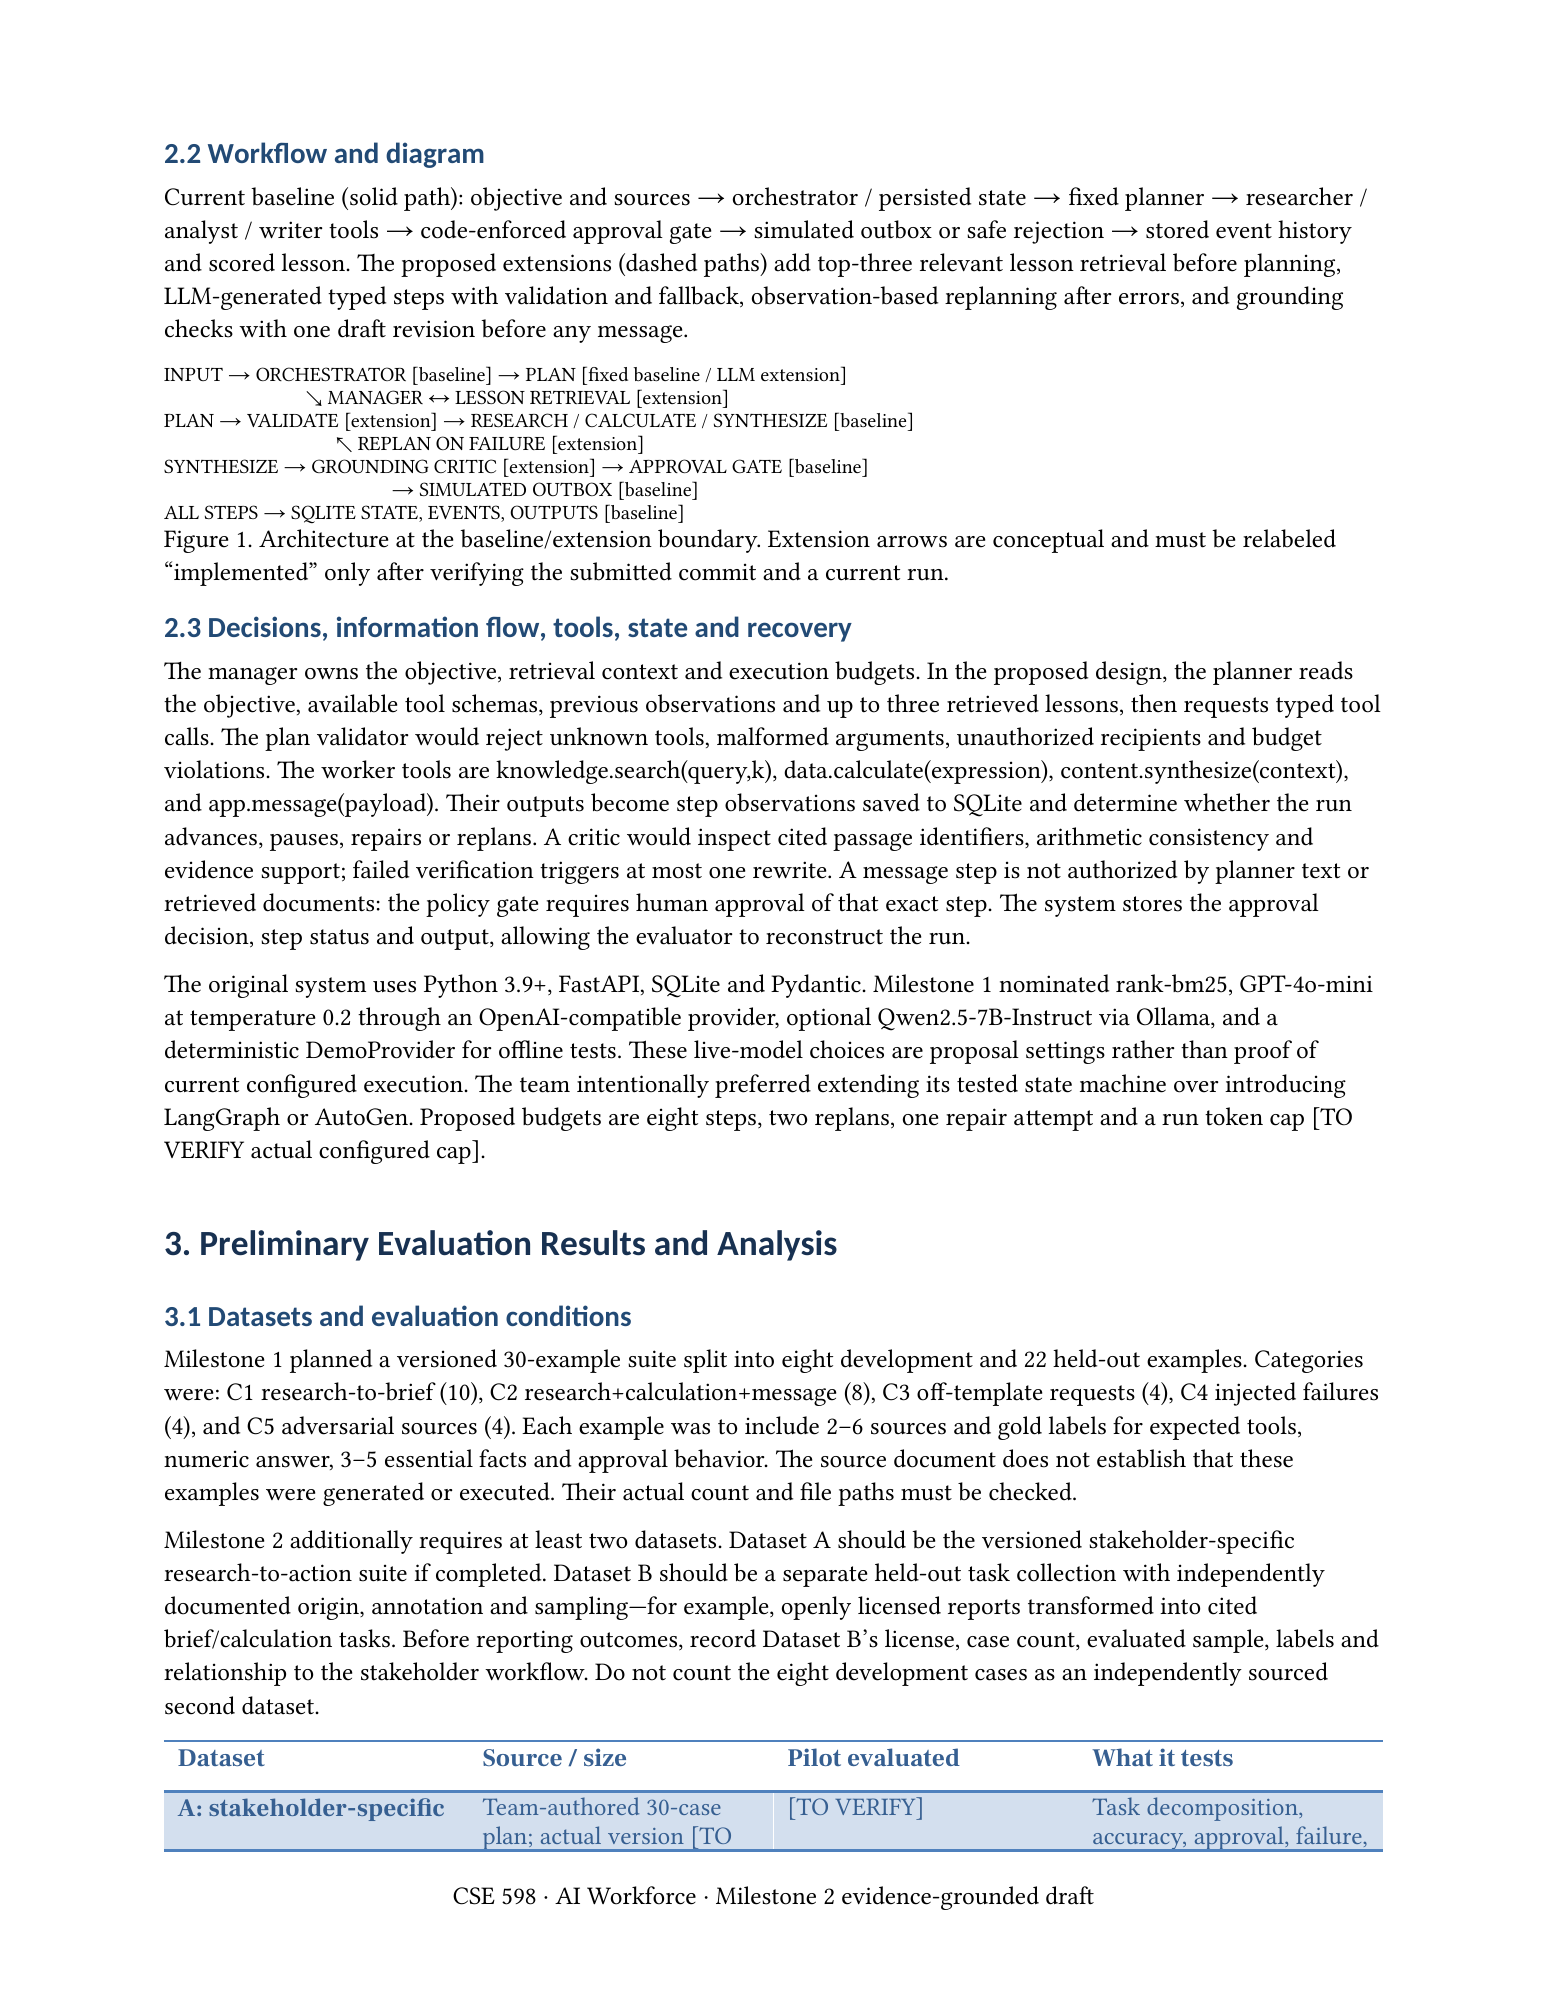 2.2 Workflow and diagram
Current baseline (solid path): objective and sources → orchestrator / persisted state → fixed planner → researcher /
analyst / writer tools → code-enforced approval gate → simulated outbox or safe rejection → stored event history
and scored lesson. The proposed extensions (dashed paths) add top-three relevant lesson retrieval before planning,
LLM-generated typed steps with validation and fallback, observation-based replanning after errors, and grounding
checks with one draft revision before any message.
INPUT → ORCHESTRATOR [baseline] → PLAN [fixed baseline / LLM extension]
↘ MANAGER ↔ LESSON RETRIEVAL [extension]
PLAN → VALIDATE [extension] → RESEARCH / CALCULATE / SYNTHESIZE [baseline]
↖ REPLAN ON FAILURE [extension]
SYNTHESIZE → GROUNDING CRITIC [extension] → APPROVAL GATE [baseline]
→ SIMULATED OUTBOX [baseline]
ALL STEPS → SQLITE STATE, EVENTS, OUTPUTS [baseline]
Figure 1. Architecture at the baseline/extension boundary. Extension arrows are conceptual and must be relabeled
“implemented” only after verifying the submitted commit and a current run.
2.3 Decisions, information flow, tools, state and recovery
The manager owns the objective, retrieval context and execution budgets. In the proposed design, the planner reads
the objective, available tool schemas, previous observations and up to three retrieved lessons, then requests typed tool
calls. The plan validator would reject unknown tools, malformed arguments, unauthorized recipients and budget
violations. The worker tools are knowledge.search(query,k), data.calculate(expression), content.synthesize(context),
and app.message(payload). Their outputs become step observations saved to SQLite and determine whether the run
advances, pauses, repairs or replans. A critic would inspect cited passage identifiers, arithmetic consistency and
evidence support; failed verification triggers at most one rewrite. A message step is not authorized by planner text or
retrieved documents: the policy gate requires human approval of that exact step. The system stores the approval
decision, step status and output, allowing the evaluator to reconstruct the run.
The original system uses Python 3.9+, FastAPI, SQLite and Pydantic. Milestone 1 nominated rank-bm25, GPT-4o-mini
at temperature 0.2 through an OpenAI-compatible provider, optional Qwen2.5-7B-Instruct via Ollama, and a
deterministic DemoProvider for offline tests. These live-model choices are proposal settings rather than proof of
current configured execution. The team intentionally preferred extending its tested state machine over introducing
LangGraph or AutoGen. Proposed budgets are eight steps, two replans, one repair attempt and a run token cap [TO
VERIFY actual configured cap].
3. Preliminary Evaluation Results and Analysis
3.1 Datasets and evaluation conditions
Milestone 1 planned a versioned 30-example suite split into eight development and 22 held-out examples. Categories
were: C1 research-to-brief (10), C2 research+calculation+message (8), C3 off-template requests (4), C4 injected failures
(4), and C5 adversarial sources (4). Each example was to include 2–6 sources and gold labels for expected tools,
numeric answer, 3–5 essential facts and approval behavior. The source document does not establish that these
examples were generated or executed. Their actual count and file paths must be checked.
Milestone 2 additionally requires at least two datasets. Dataset A should be the versioned stakeholder-specific
research-to-action suite if completed. Dataset B should be a separate held-out task collection with independently
documented origin, annotation and sampling—for example, openly licensed reports transformed into cited
brief/calculation tasks. Before reporting outcomes, record Dataset B’s license, case count, evaluated sample, labels and
relationship to the stakeholder workflow. Do not count the eight development cases as an independently sourced
second dataset.
Dataset Source / size Pilot evaluated What it tests
A: stakeholder-specific Team-authored 30-case [TO VERIFY] Task decomposition,
plan; actual version [TO accuracy, approval, failure,
CSE 598 · AI Workforce · Milestone 2 evidence-grounded draft